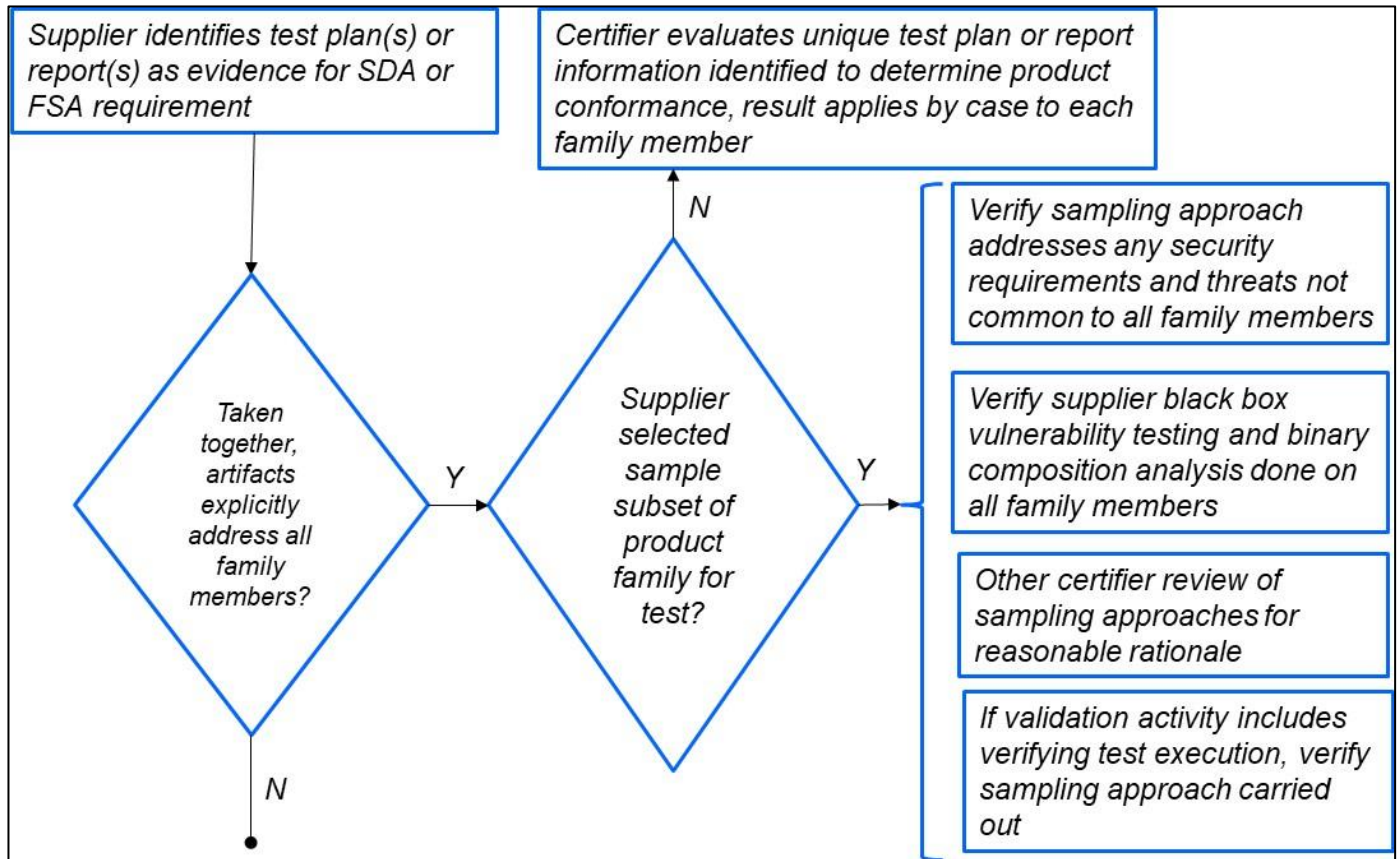 Supplier identifies test plan(s) or
report(s) as evidence for SDA or
FSA requirement
Certifier evaluates unique test plan or report
information identified to determine product
conformance, result applies by case to each
family member
N
Taken
together,
artifacts
explicitly
address all
family
members?
Y
N
Supplier
selected
sample
subset of
product
family for
test?
Y
Verify sampling approach
addresses any security
requirements and threats not
common to all family members
Verify supplier black box
vulnerability testing and binary
composition analysis done on
all family members
Other certifier review of
sampling approaches for
reasonable rationale
If validation activity includes
verifying test execution, verify
sampling approach carried
out